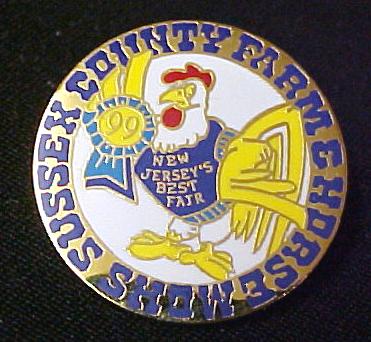 SUSSEX COUNTY FARM & HORSE SHOW
99
NEW
JERSEY'S
BEST
FAIR